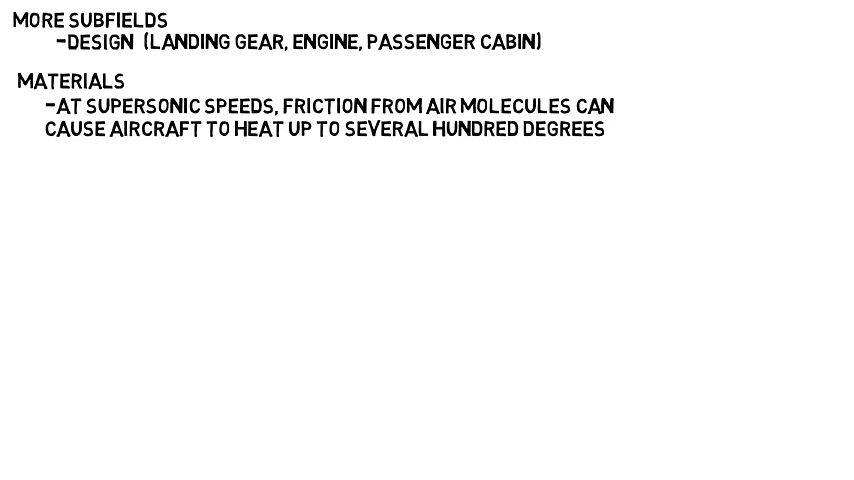 MORE SUBFIELDS
-DESIGN (LANDING GEAR, ENGINE, PASSENGER CABIN)
MATERIALS
-AT SUPERSONIC SPEEDS, FRICTION FROM AIR MOLECULES CAN
CAUSE AIRCRAFT TO HEAT UP TO SEVERAL HUNDRED DEGREES